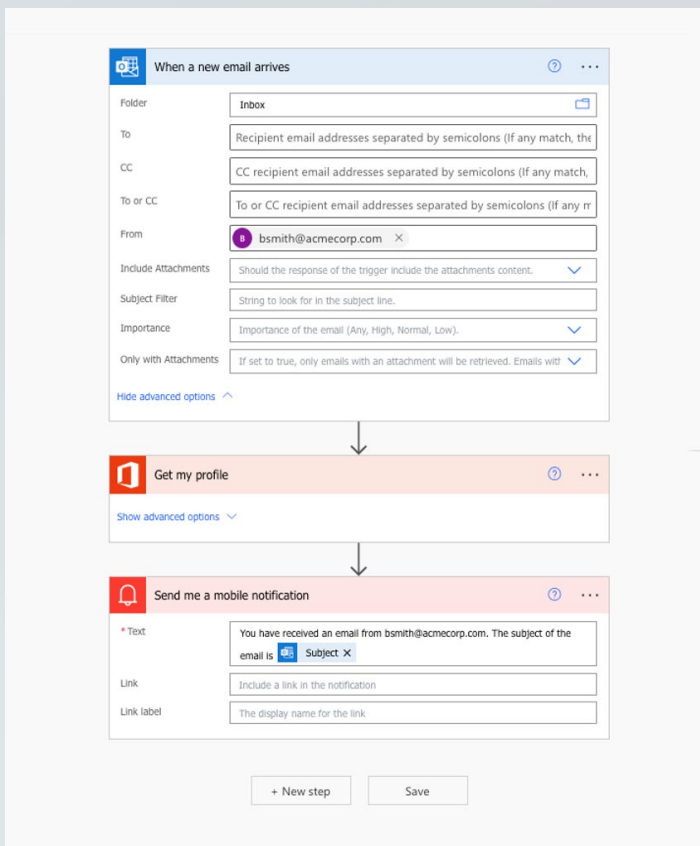 When a new email arrives
Folder
Inbox
To
Recipient email addresses separated by semicolons (If any match, the
CC
CC recipient email addresses separated by semicolons (If any match,
To or CC
To or CC recipient email addresses separated by semicolons (If any m
From
B bsmith@acmecorp.com ×
Include Attachments
Should the response of the trigger include the attachments content.
Subject Filter
String to look for in the subject line.
Importance
Importance of the email (Any, High, Normal, Low).
Only with Attachments
If set to true, only emails with an attachment will be retrieved. Emails witl
Hide advanced options
Get my profile
Show advanced options
Send me a mobile notification
* Text
You have received an email from bsmith@acmecorp.com. The subject of the
email is Subject ×
Link
Include a link in the notification
Link label
The display name for the link
+ New step
Save